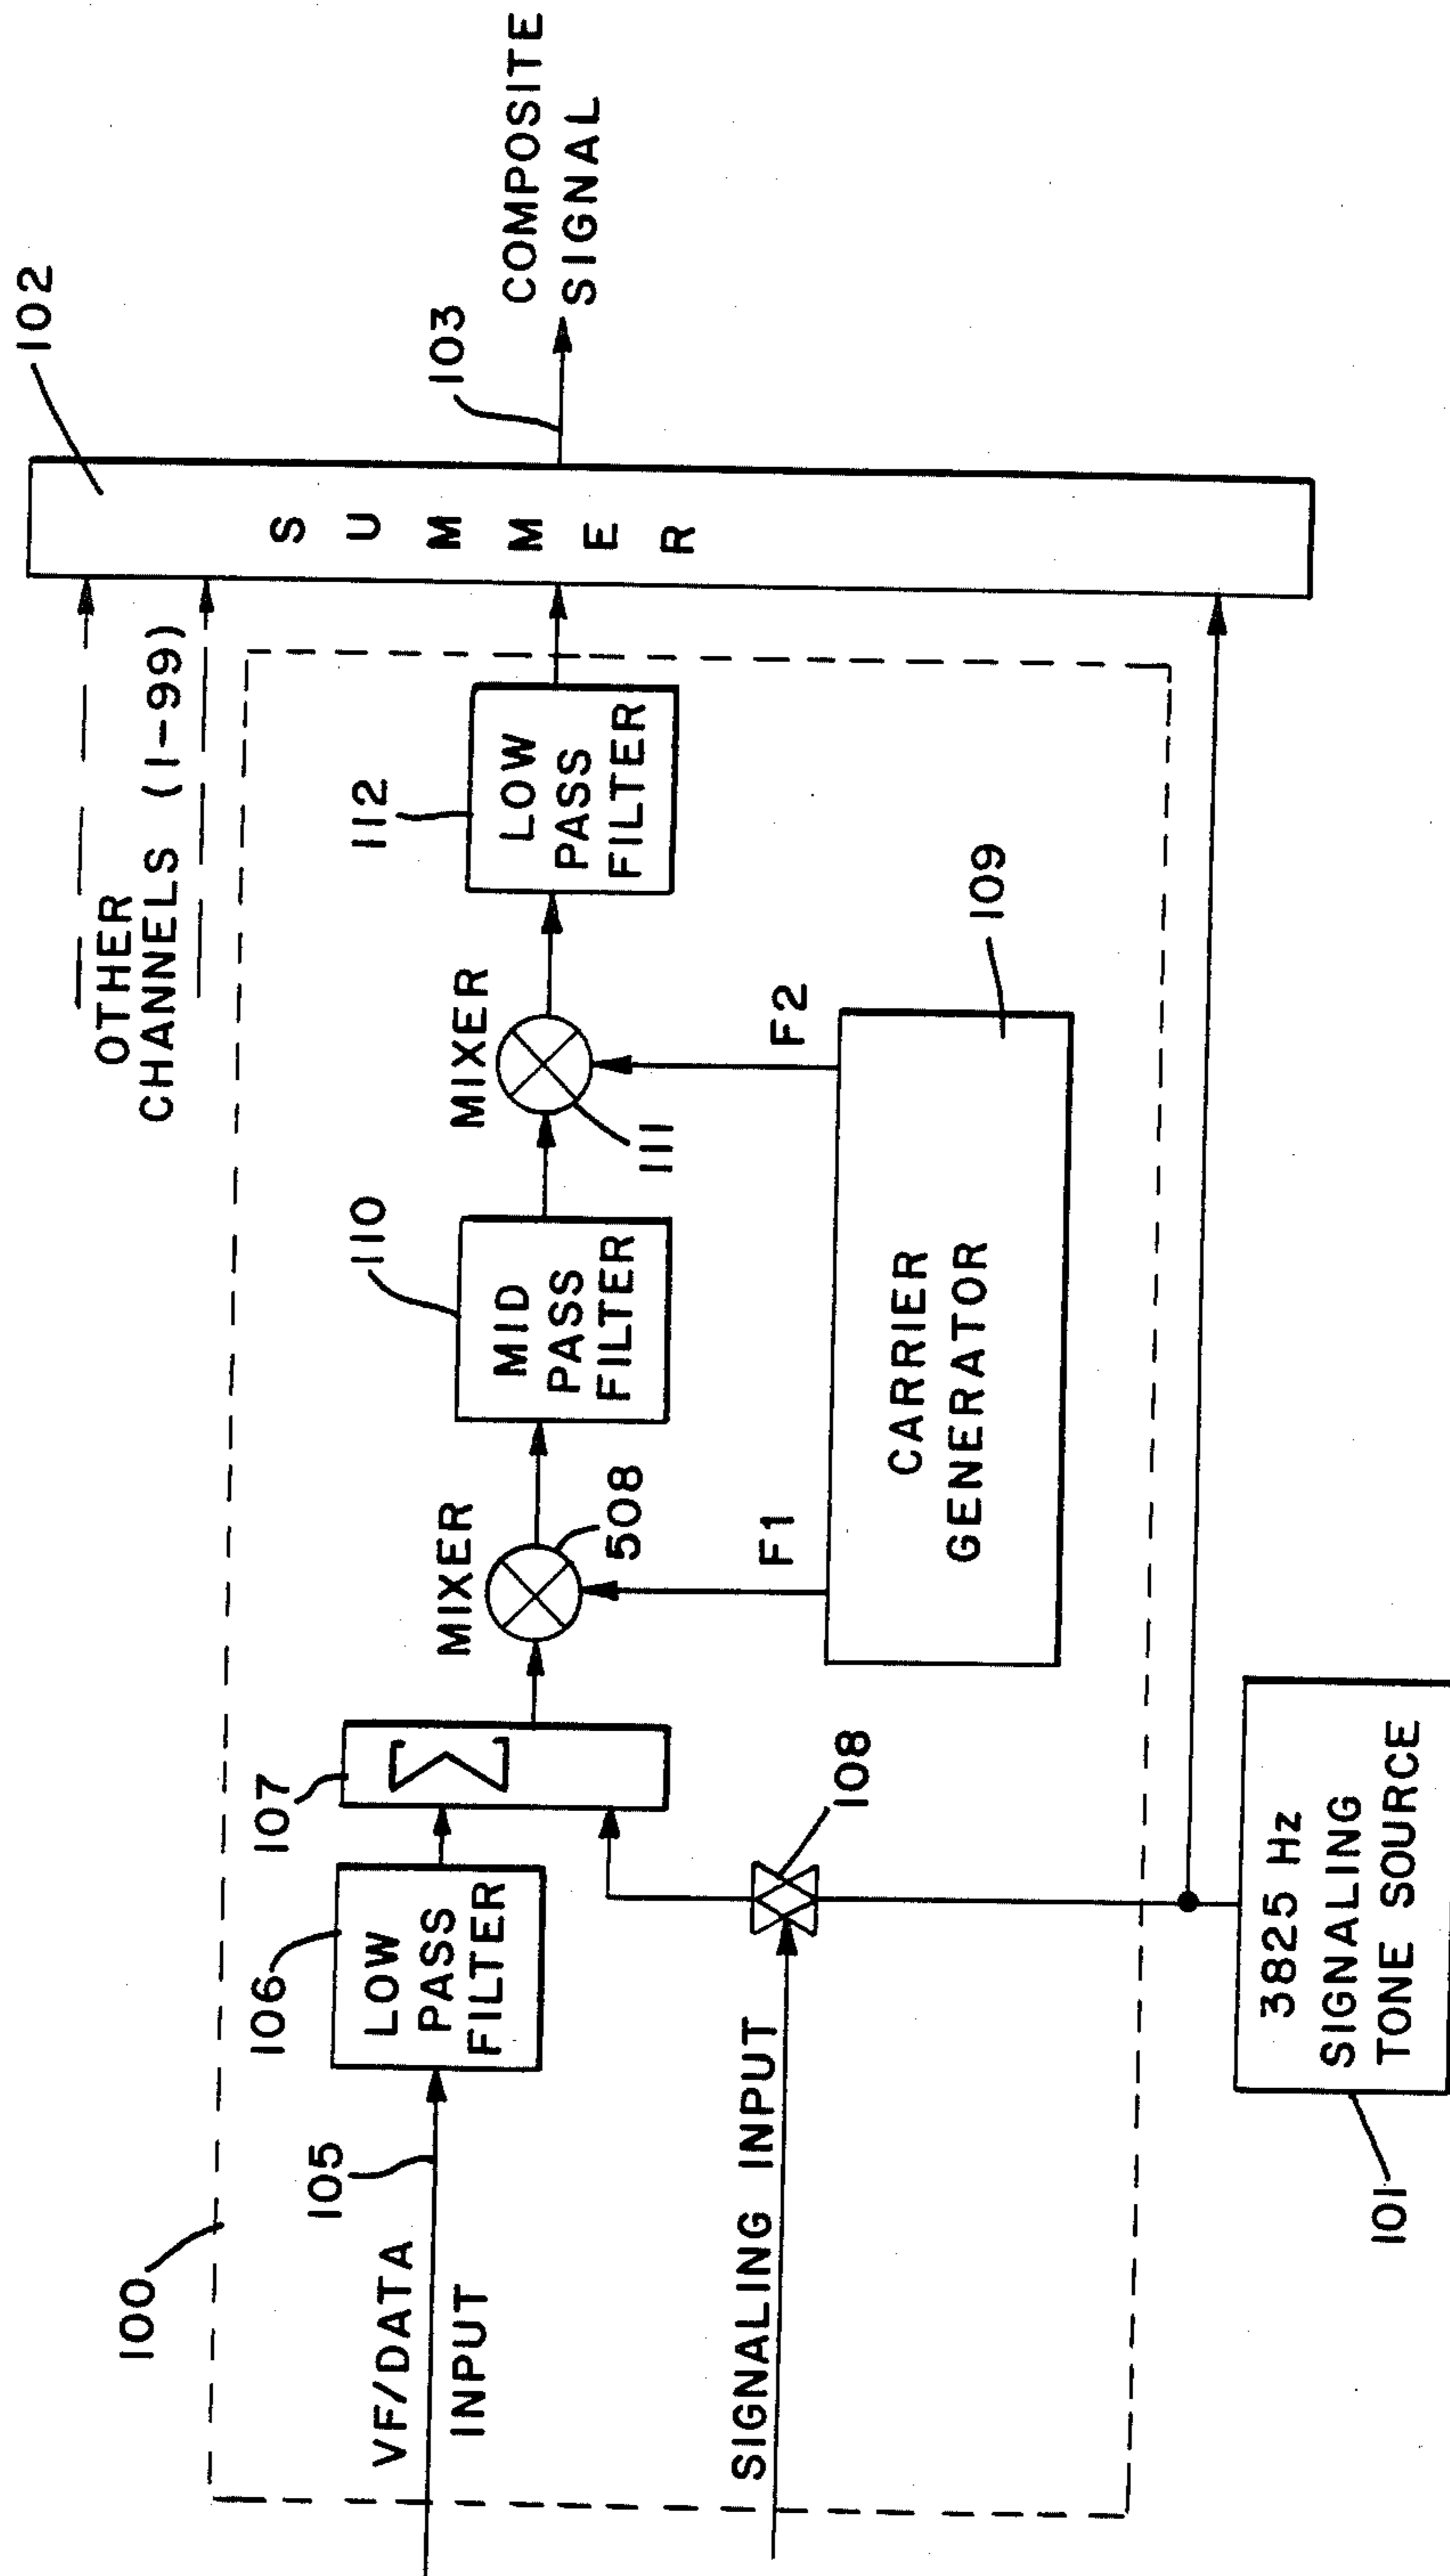 100
VF/DATA
INPUT
105
106
LOW
PASS
FILTER
107
Σ
SIGNALING INPUT
108
MIXER
508
F1
110
MID
PASS
FILTER
MIXER
111
F2
CARRIER
GENERATOR
109
112
LOW
PASS
FILTER
OTHER
CHANNELS (1-99)
SUMMER
102
103
COMPOSITE
SIGNAL
3825 Hz
SIGNALING
TONE SOURCE
101